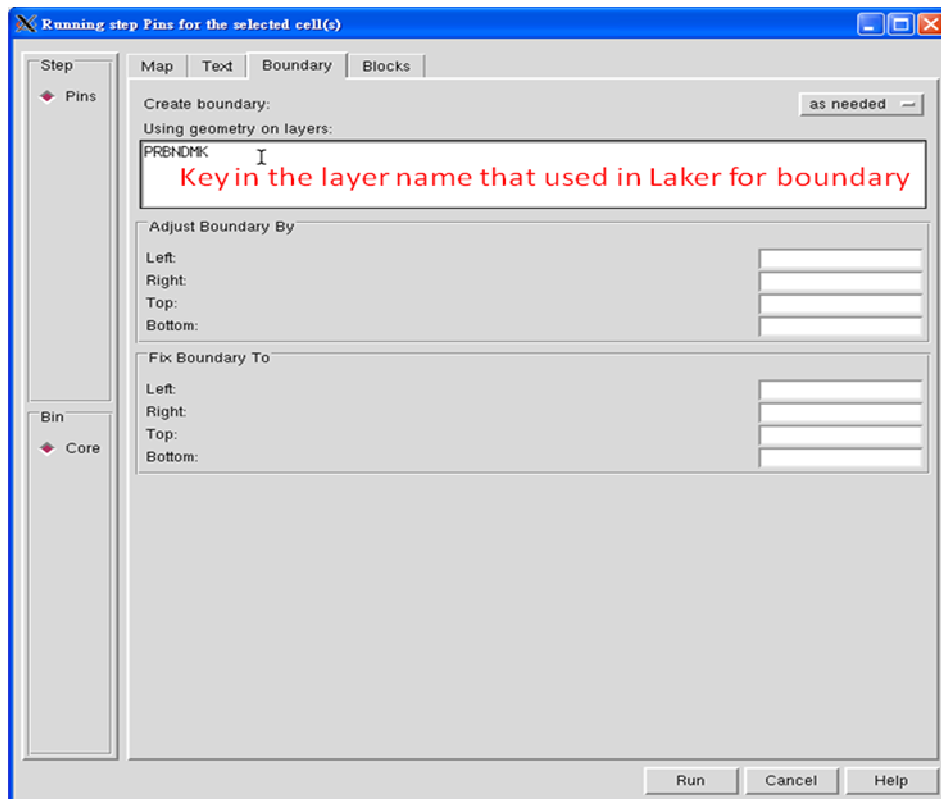 Running step Pins for the selected cell(s)
Step
Pins
Map Text Boundary Blocks
Create boundary: as needed
Using geometry on layers:
PRBNDMK
Key in the layer name that used in Laker for boundary
Adjust Boundary By
Left:
Right:
Top:
Bottom:
Fix Boundary To
Left:
Right:
Top:
Bottom:
Bin
Core
Run Cancel Help